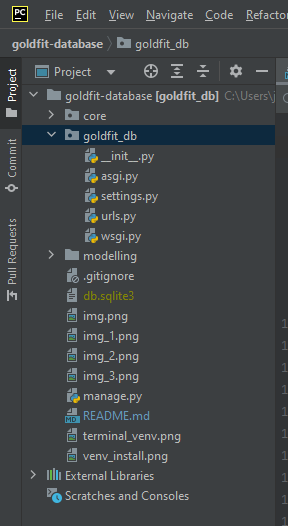 PC File Edit View Navigate Code Refactor
goldfit-database goldfit_db
Project
Project
goldfit-database [goldfit_db] C:\Users\j
core
goldfit_db
__init__.py
asgi.py
settings.py
urls.py
wsgi.py
Commit
Pull Requests
modelling
.gitignore
db.sqlite3
img.png
img_1.png
img_2.png
img_3.png
manage.py
MD README.md
terminal_venv.png
venv_install.png
External Libraries
Scratches and Consoles